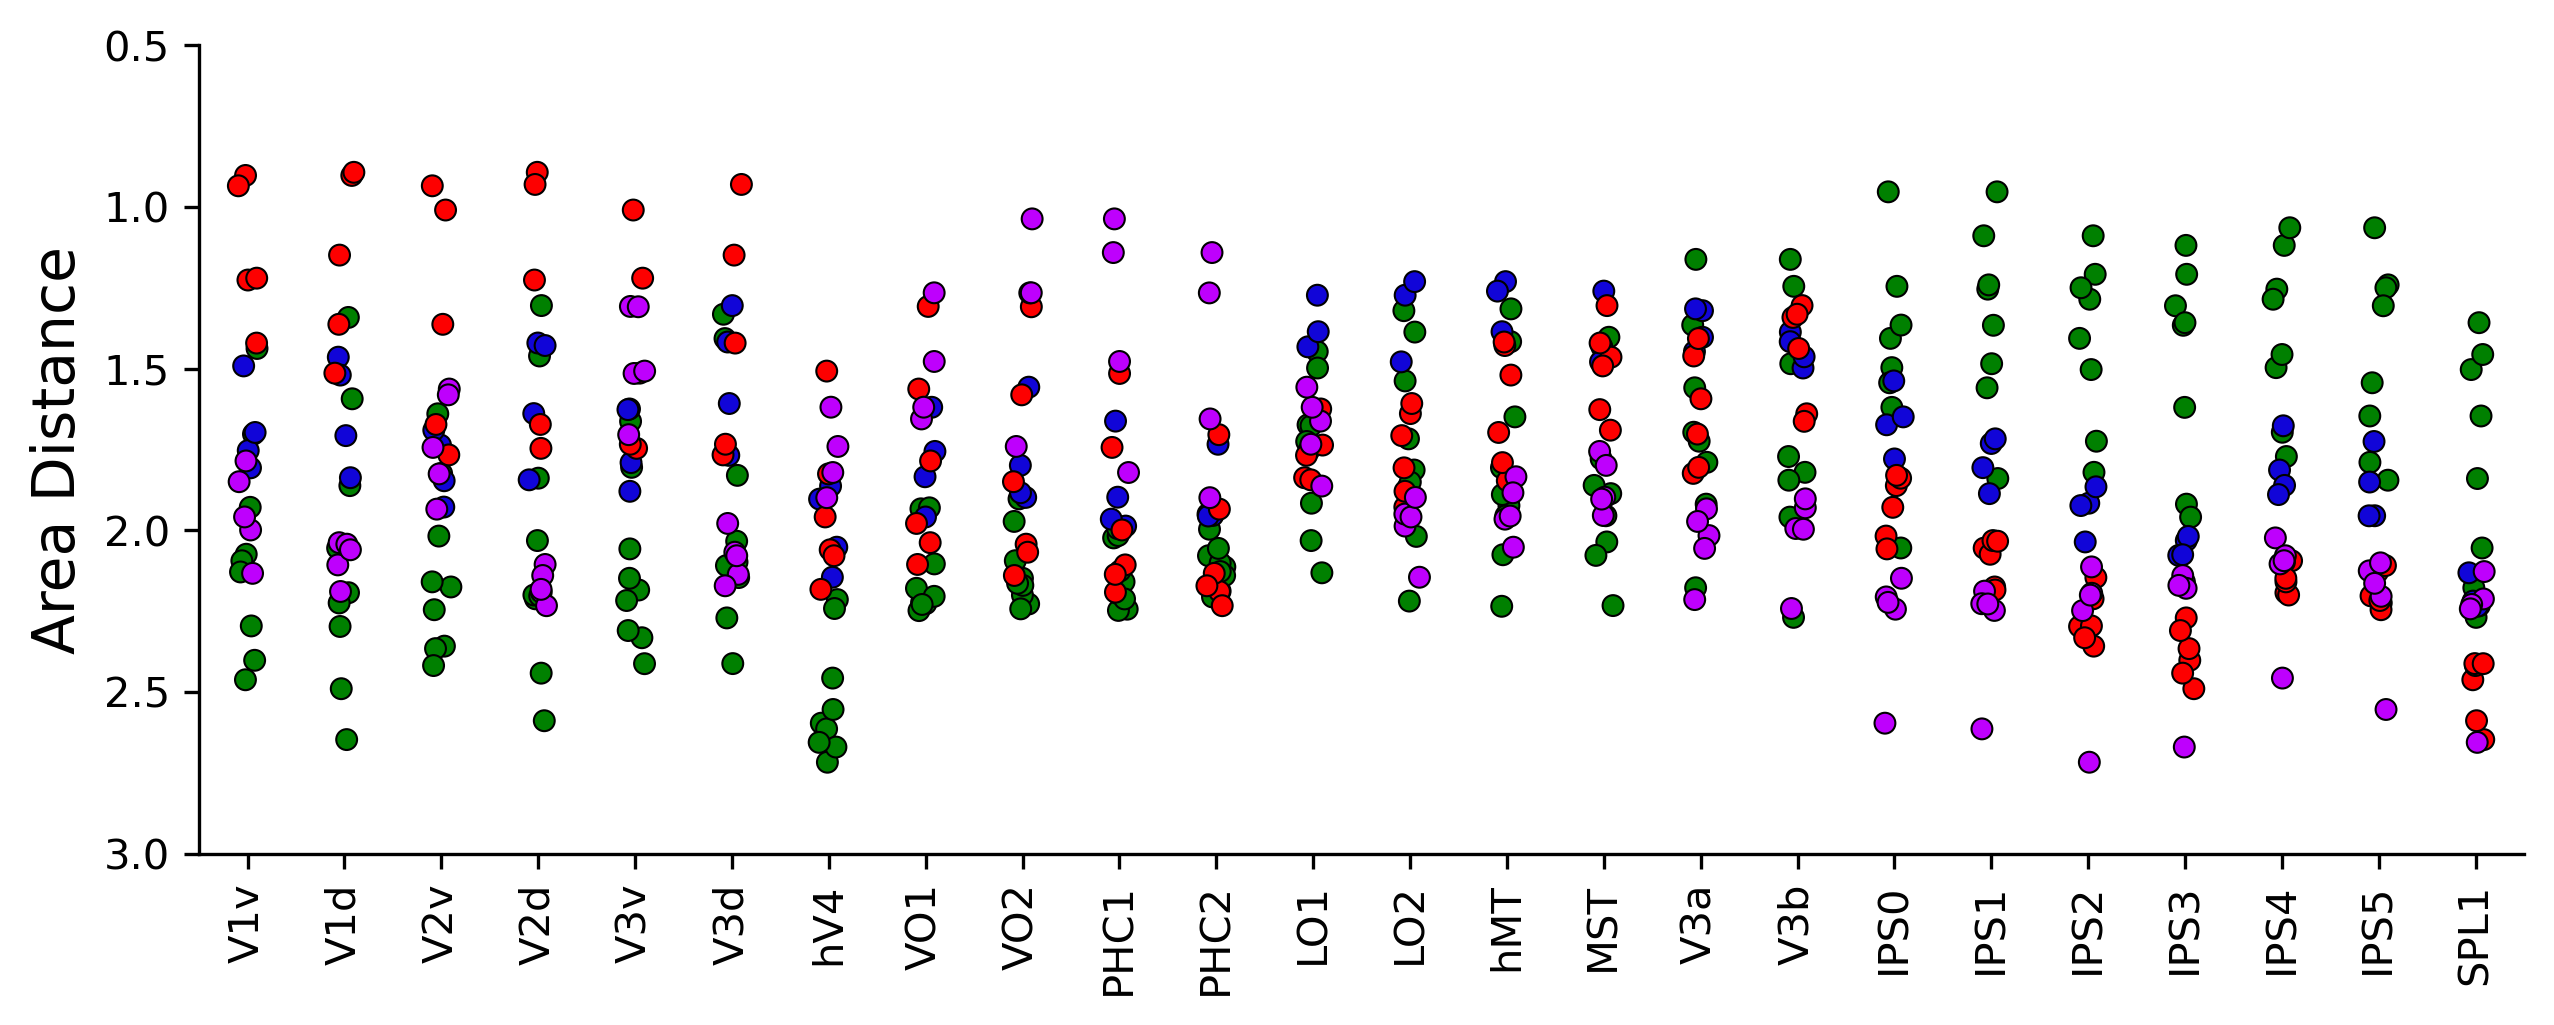 Area Distance
0.5
1.0
1.5
2.0
2.5
3.0
V1v
V1d
V2v
V2d
V3v
V3d
hV4
VO1
VO2
PHC1
PHC2
LO1
LO2
hMT
MST
V3a
V3b
IPS0
IPS1
IPS2
IPS3
IPS4
IPS5
SPL1